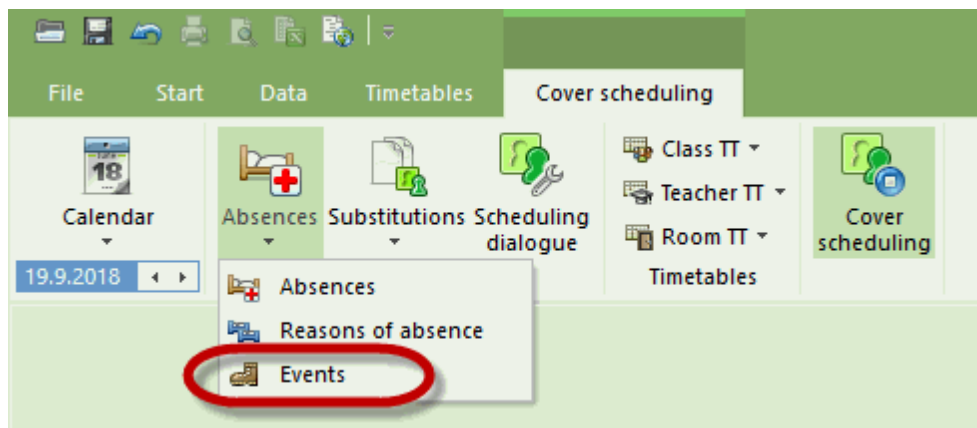 File Start Data Timetables Cover scheduling
18
Calendar
19.9.2018
Absences
Substitutions
Scheduling
dialogue
Class TT
Teacher TT
Room TT
Timetables
Cover
scheduling
Absences
Reasons of absence
Events